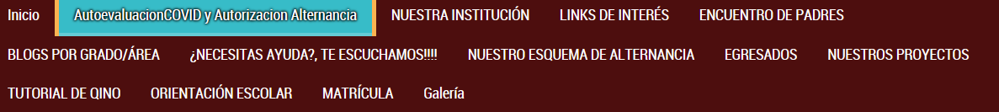 Inicio AutoevaluacionCOVID y Autorizacion Alternancia NUESTRA INSTITUCIÓN LINKS DE INTERÉS ENCUENTRO DE PADRES
BLOGS POR GRADO/ÁREA ¿NECESITAS AYUDA?, TE ESCUCHAMOS!!!! NUESTRO ESQUEMA DE ALTERNANCIA EGRESADOS NUESTROS PROYECTOS
TUTORIAL DE QINO ORIENTACIÓN ESCOLAR MATRÍCULA Galería